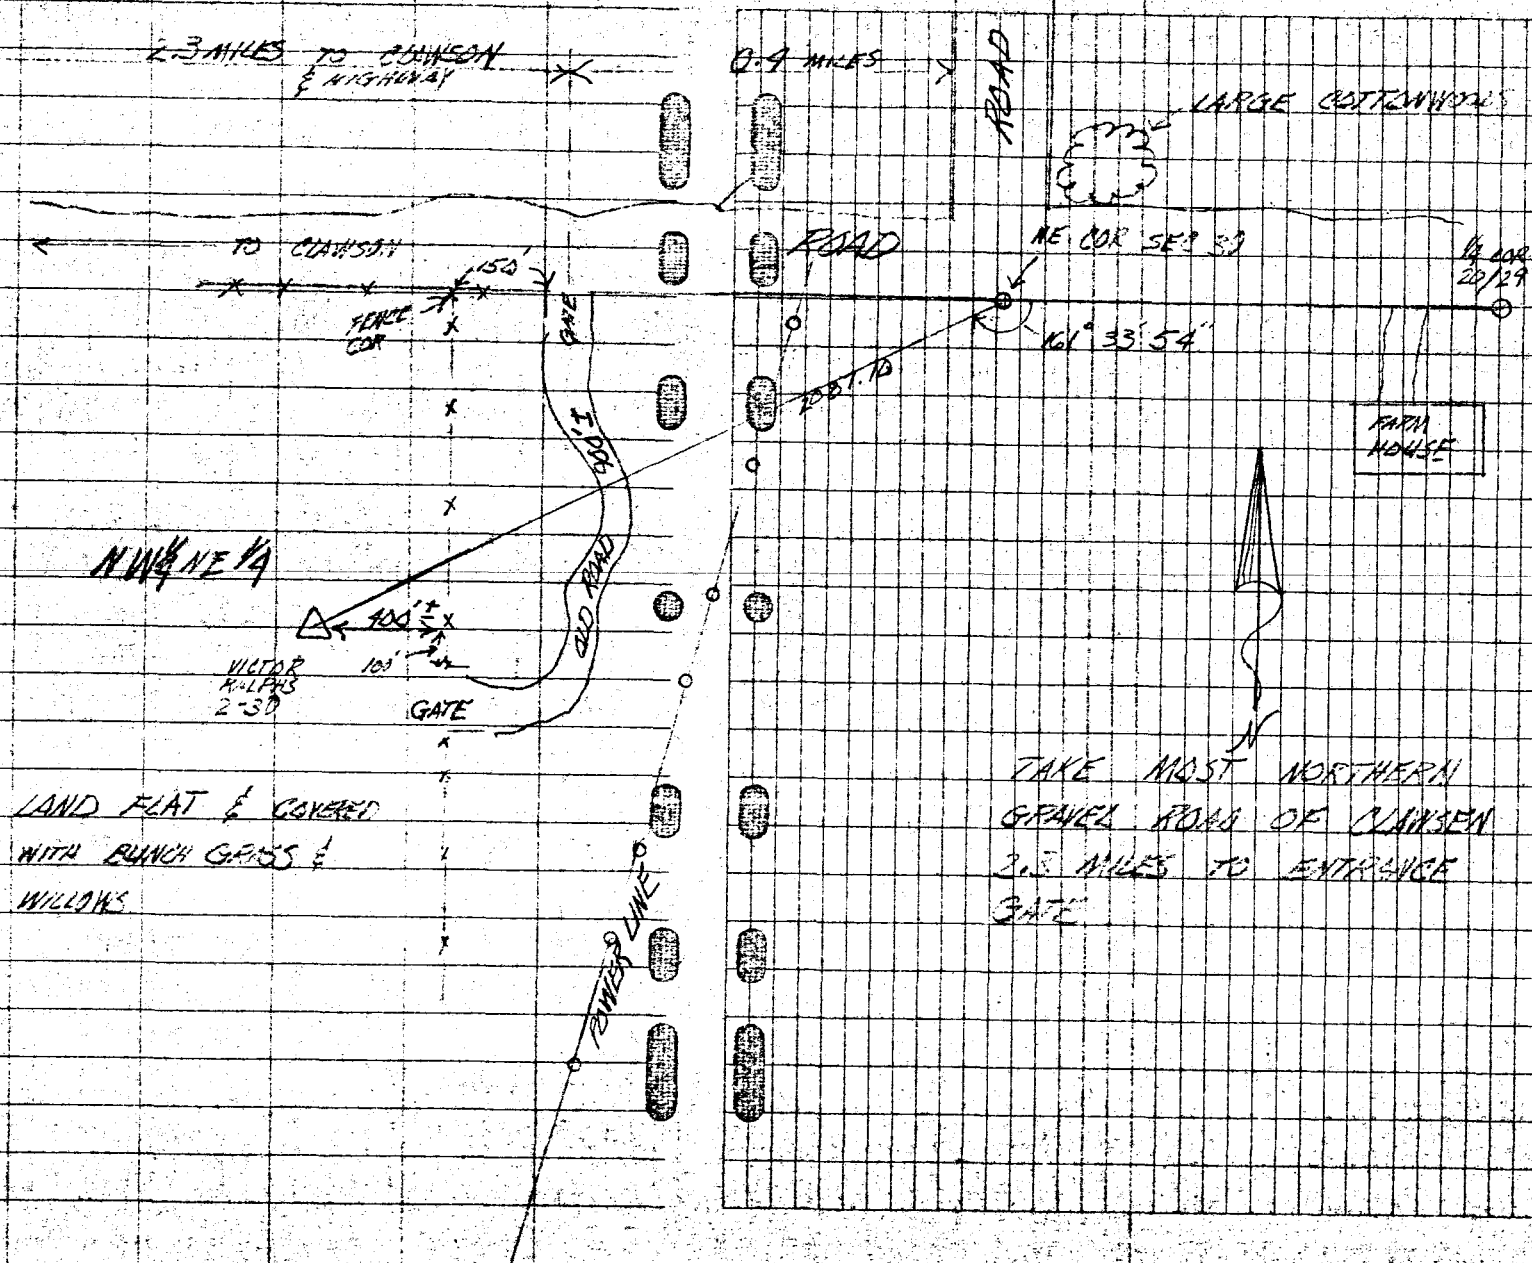 2.3 MILES TO CLAWSON
& HIGHWAY
0.4 MILES
ROAD
LARGE COTTONWOODS
TO CLAWSON
150'
ROAD
NE COR SEC 30
1/4 COR
20/29
FENCE
COR
GATE
161° 33' 54"
2087.10
FARM
HOUSE
900' ±
NW 1/4 NE 1/4
OLD ROAD
400' ±
100'
VICTOR
RALPHS
2-30
GATE
N
LAND FLAT & COVERED
WITH BUNCH GRASS &
WILLOWS
TAKE MOST NORTHERN
GRAVEL ROAD OF CLAWSEN
2.3 MILES TO ENTRANCE
GATE
POWER LINE